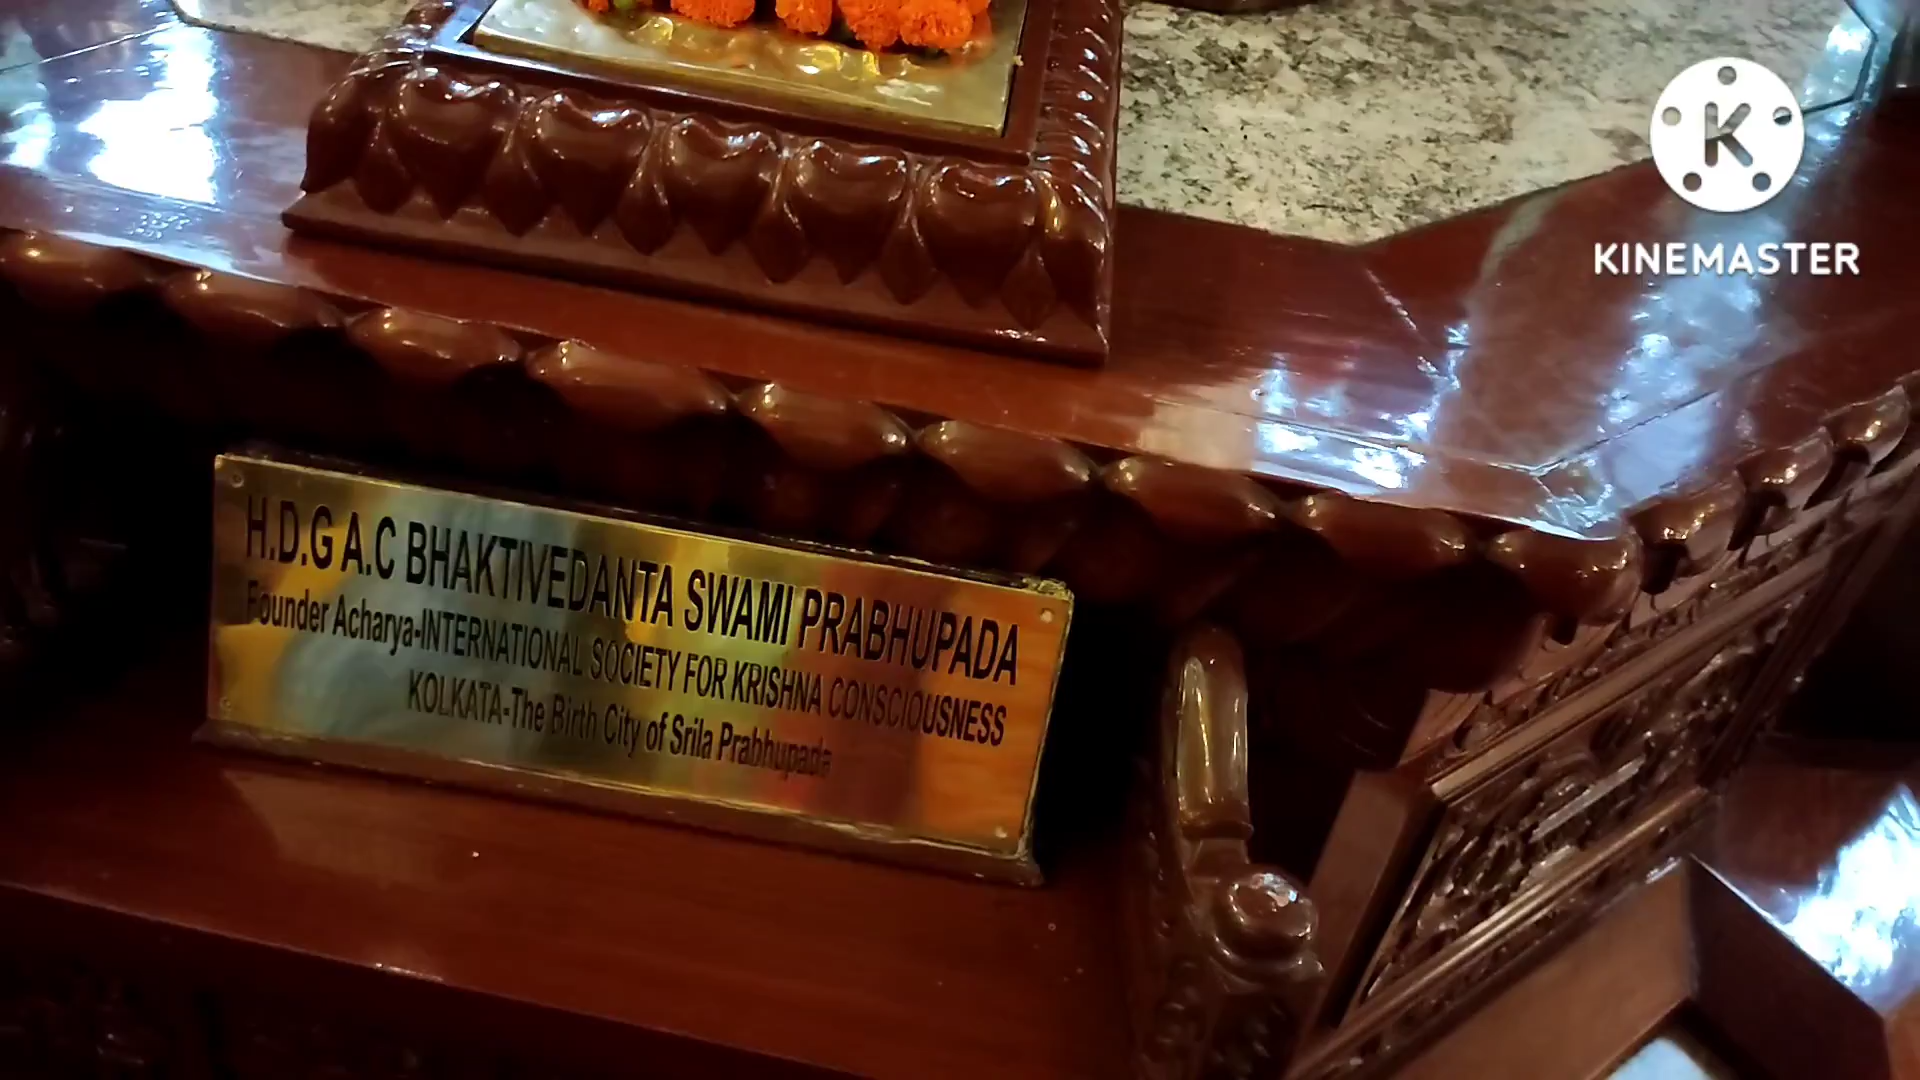 H.D.G A.C BHAKTIVEDANTA SWAMI PRABHUPADA
Founder Acharya-INTERNATIONAL SOCIETY FOR KRISHNA CONSCIOUSNESS
KOLKATA-The Birth City of Srila Prabhupada
K
KINEMASTER